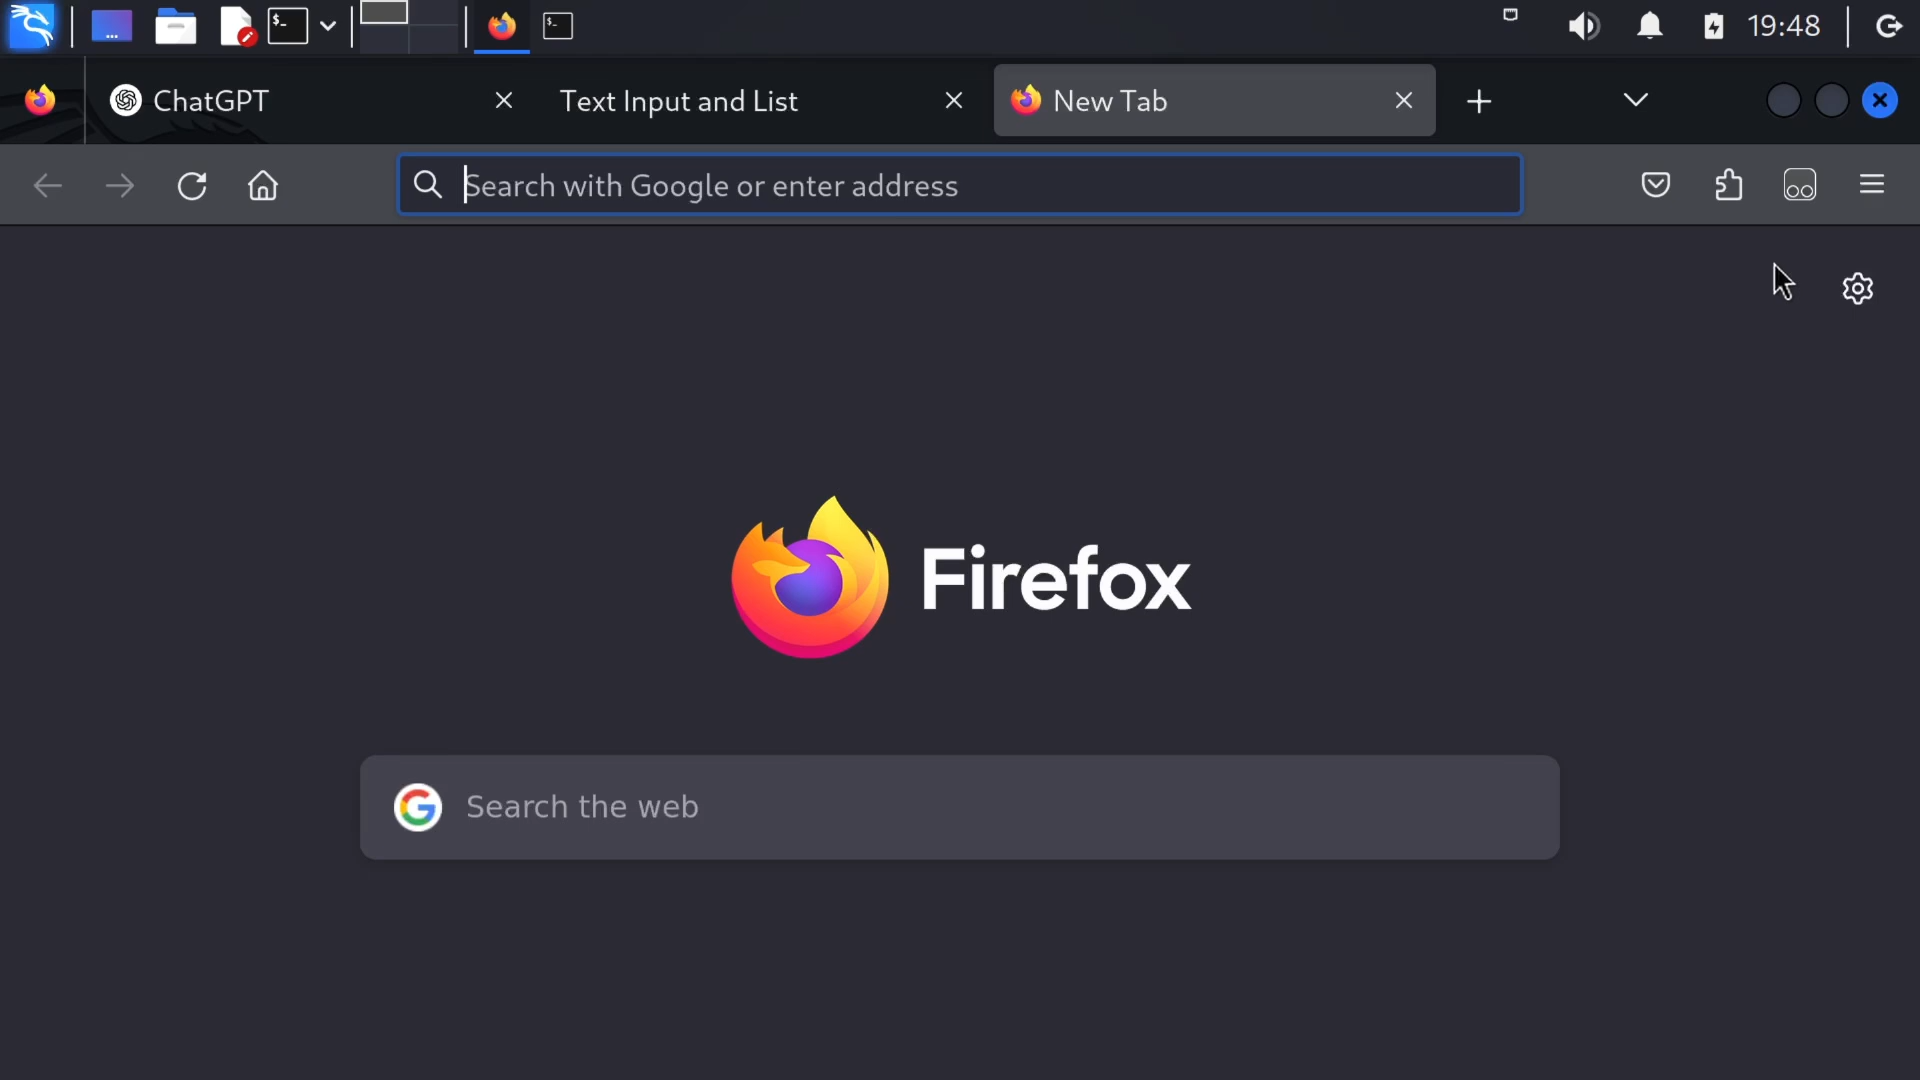 $_
$_
19:48
ChatGPT
Text Input and List
New Tab
Search with Google or enter address
Firefox
Search the web